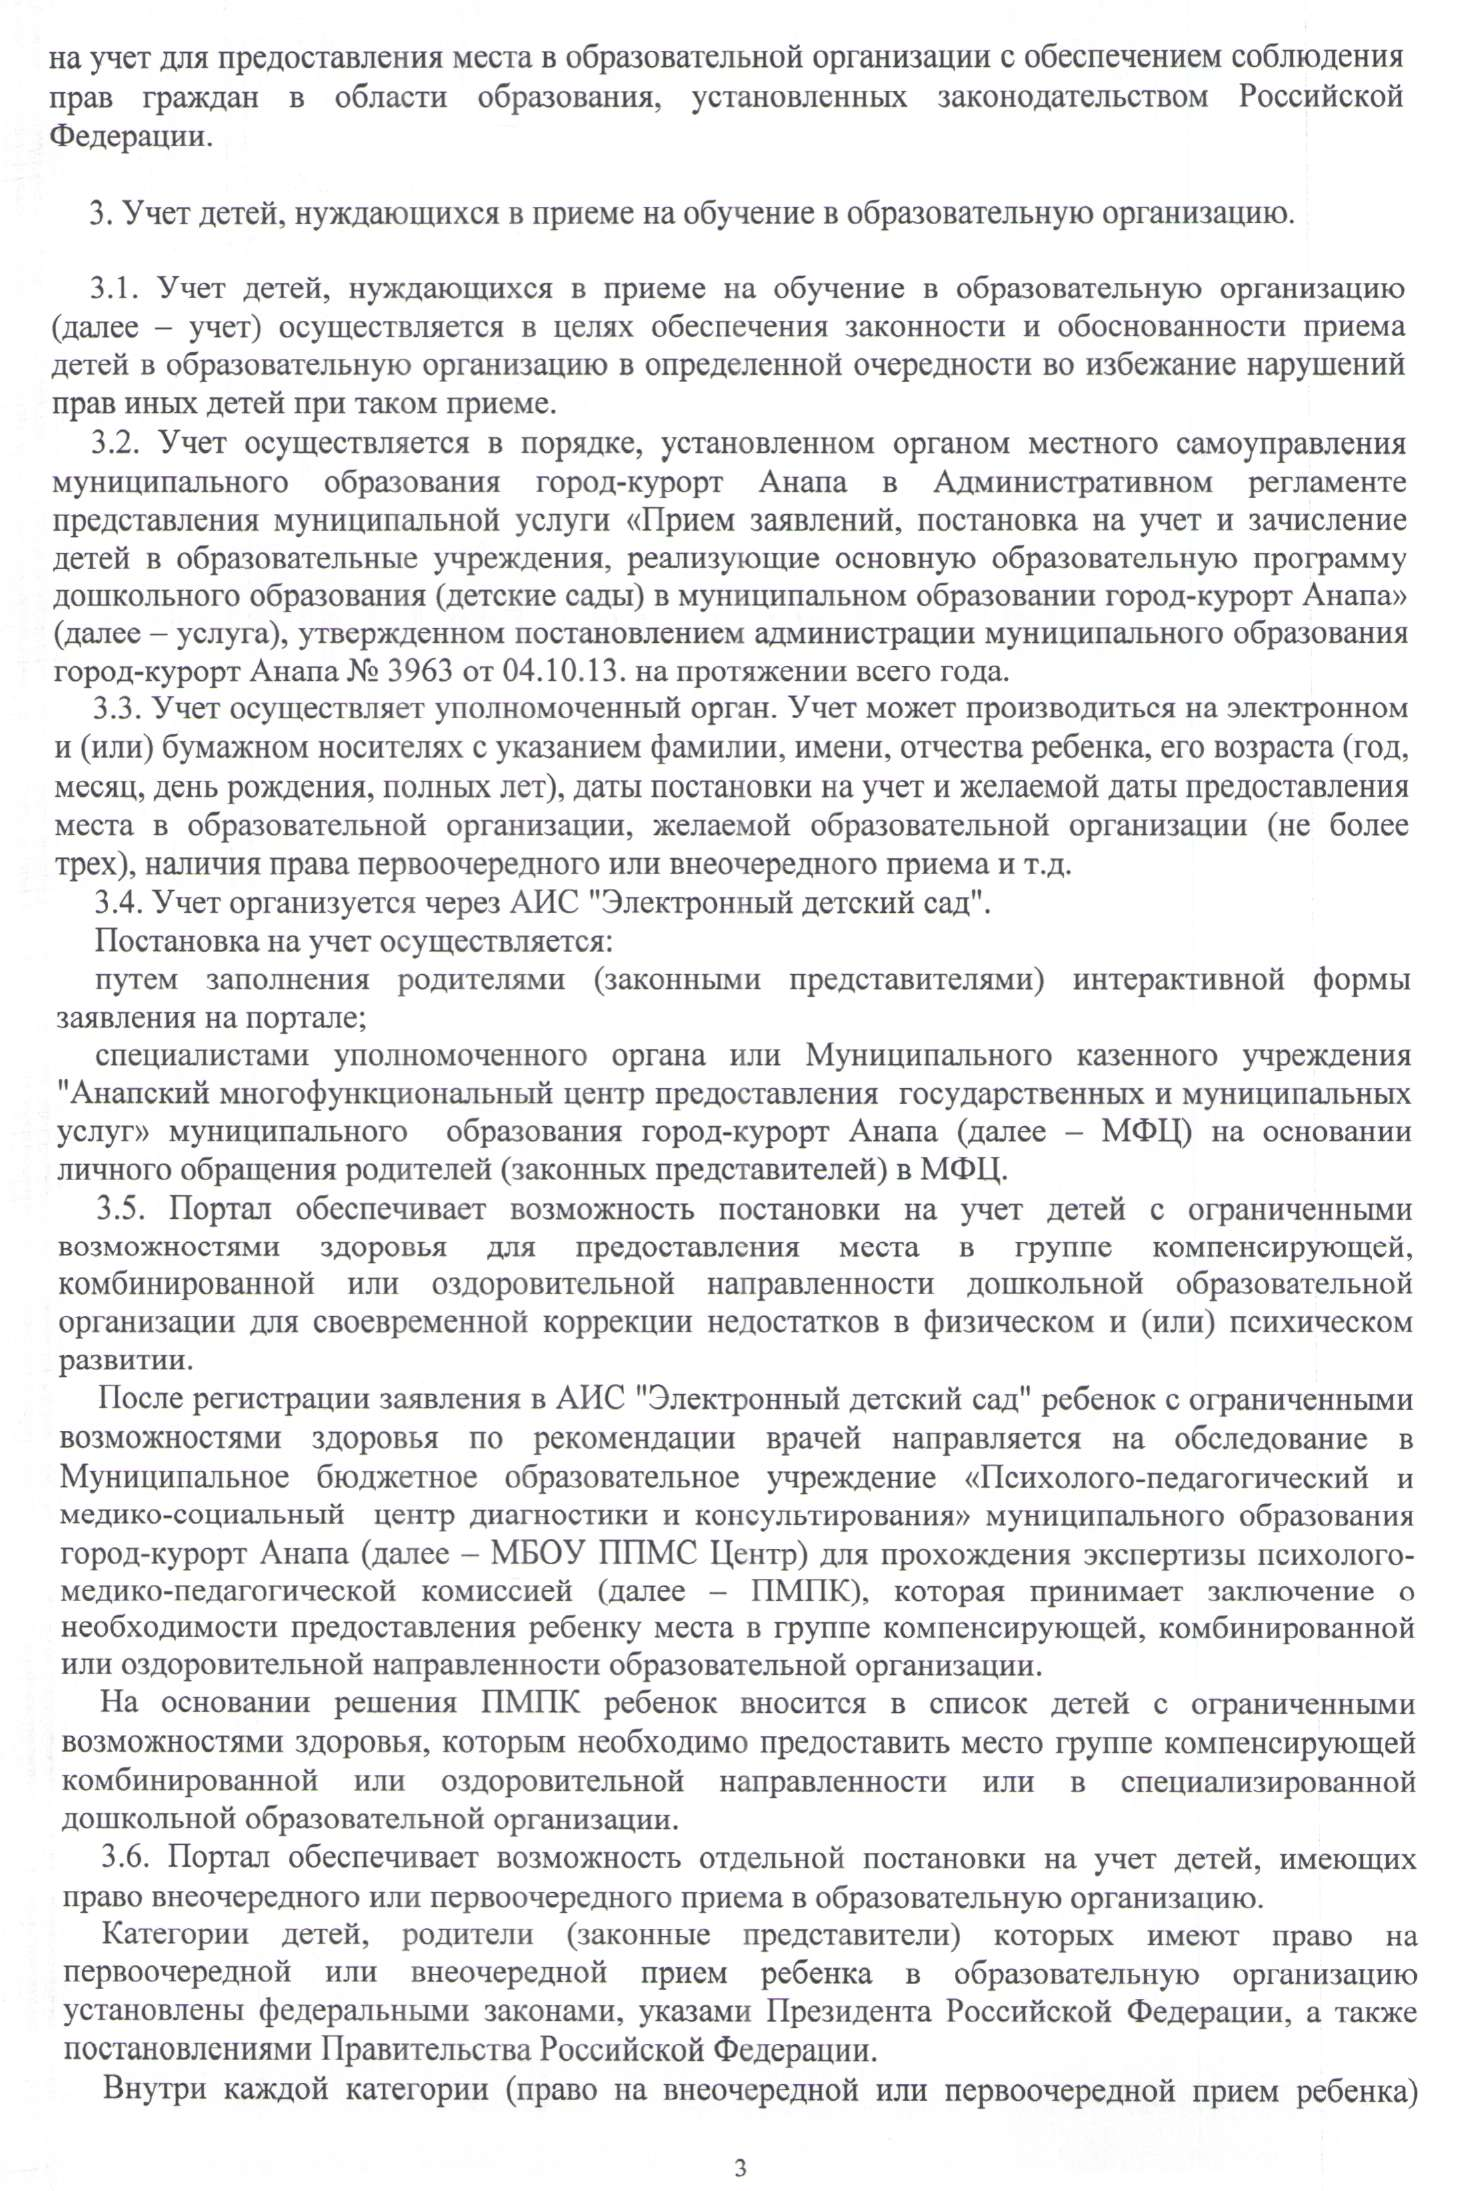 на учет для предоставления места в образовательной организации с обеспечением соблюдения
прав граждан в области образования, установленных законодательством Российской
Федерации.
3. Учет детей, нуждающихся в приеме на обучение в образовательную организацию.
3.1. Учет детей, нуждающихся в приеме на обучение в образовательную организацию
(далее – учет) осуществляется в целях обеспечения законности и обоснованности приема
детей в образовательную организацию в определенной очередности во избежание нарушений
прав иных детей при таком приеме.
3.2. Учет осуществляется в порядке, установленном органом местного самоуправления
муниципального образования город-курорт Анапа в Административном регламенте
представления муниципальной услуги «Прием заявлений, постановка на учет и зачисление
детей в образовательные учреждения, реализующие основную образовательную программу
дошкольного образования (детские сады) в муниципальном образовании город-курорт Анапа»
(далее – услуга), утвержденном постановлением администрации муниципального образования
город-курорт Анапа № 3963 от 04.10.13. на протяжении всего года.
3.3. Учет осуществляет уполномоченный орган. Учет может производиться на электронном
и (или) бумажном носителях с указанием фамилии, имени, отчества ребенка, его возраста (год,
месяц, день рождения, полных лет), даты постановки на учет и желаемой даты предоставления
места в образовательной организации, желаемой образовательной организации (не более
трех), наличия права первоочередного или внеочередного приема и т.д.
3.4. Учет организуется через АИС "Электронный детский сад".
Постановка на учет осуществляется:
путем заполнения родителями (законными представителями) интерактивной формы
заявления на портале;
специалистами уполномоченного органа или Муниципального казенного учреждения
"Анапский многофункциональный центр предоставления государственных и муниципальных
услуг» муниципального образования город-курорт Анапа (далее – МФЦ) на основании
личного обращения родителей (законных представителей) в МФЦ.
3.5. Портал обеспечивает возможность постановки на учет детей с ограниченными
возможностями здоровья для предоставления места в группе компенсирующей,
комбинированной или оздоровительной направленности дошкольной образовательной
организации для своевременной коррекции недостатков в физическом и (или) психическом
развитии.
После регистрации заявления в АИС "Электронный детский сад" ребенок с ограниченными
возможностями здоровья по рекомендации врачей направляется на обследование в
Муниципальное бюджетное образовательное учреждение «Психолого-педагогический и
медико-социальный центр диагностики и консультирования» муниципального образования
город-курорт Анапа (далее – МБОУ ППМС Центр) для прохождения экспертизы психолого-
медико-педагогической комиссией (далее – ПМПК), которая принимает заключение о
необходимости предоставления ребенку места в группе компенсирующей, комбинированной
или оздоровительной направленности образовательной организации.
На основании решения ПМПК ребенок вносится в список детей с ограниченными
возможностями здоровья, которым необходимо предоставить место группе компенсирующей
комбинированной или оздоровительной направленности или в специализированной
дошкольной образовательной организации.
3.6. Портал обеспечивает возможность отдельной постановки на учет детей, имеющих
право внеочередного или первоочередного приема в образовательную организацию.
Категории детей, родители (законные представители) которых имеют право на
первоочередной или внеочередной прием ребенка в образовательную организацию
установлены федеральными законами, указами Президента Российской Федерации, а также
постановлениями Правительства Российской Федерации.
Внутри каждой категории (право на внеочередной или первоочередной прием ребенка)
3